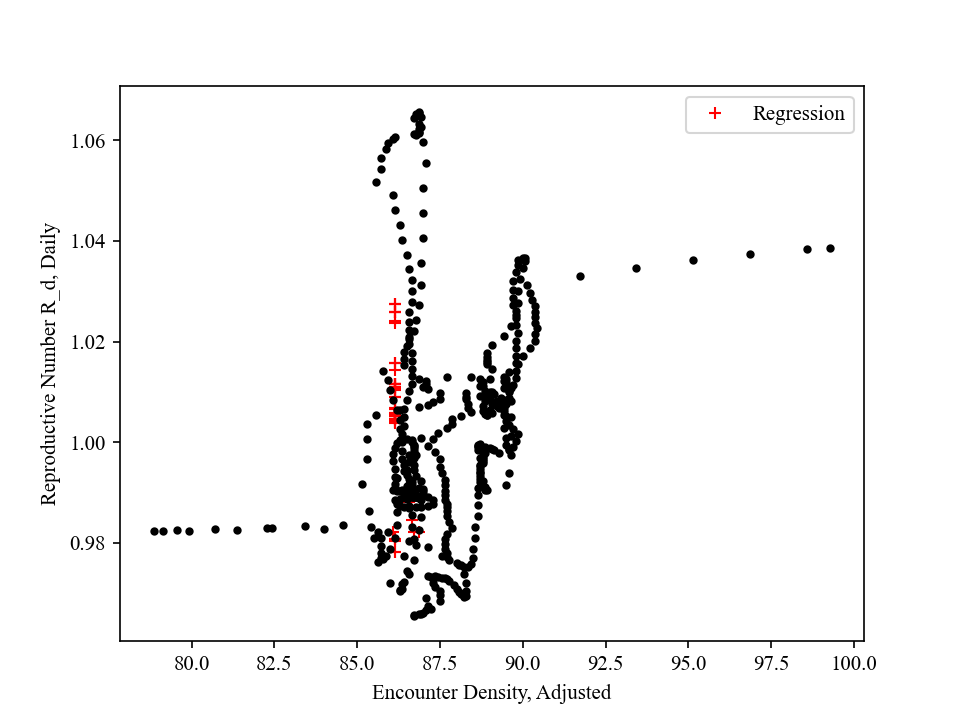 Regression
1.06
1.04
1.02
1.00
0.98
Reproductive Number R_d, Daily
80.0 82.5 85.0 87.5 90.0 92.5 95.0 97.5 100.0
Encounter Density, Adjusted